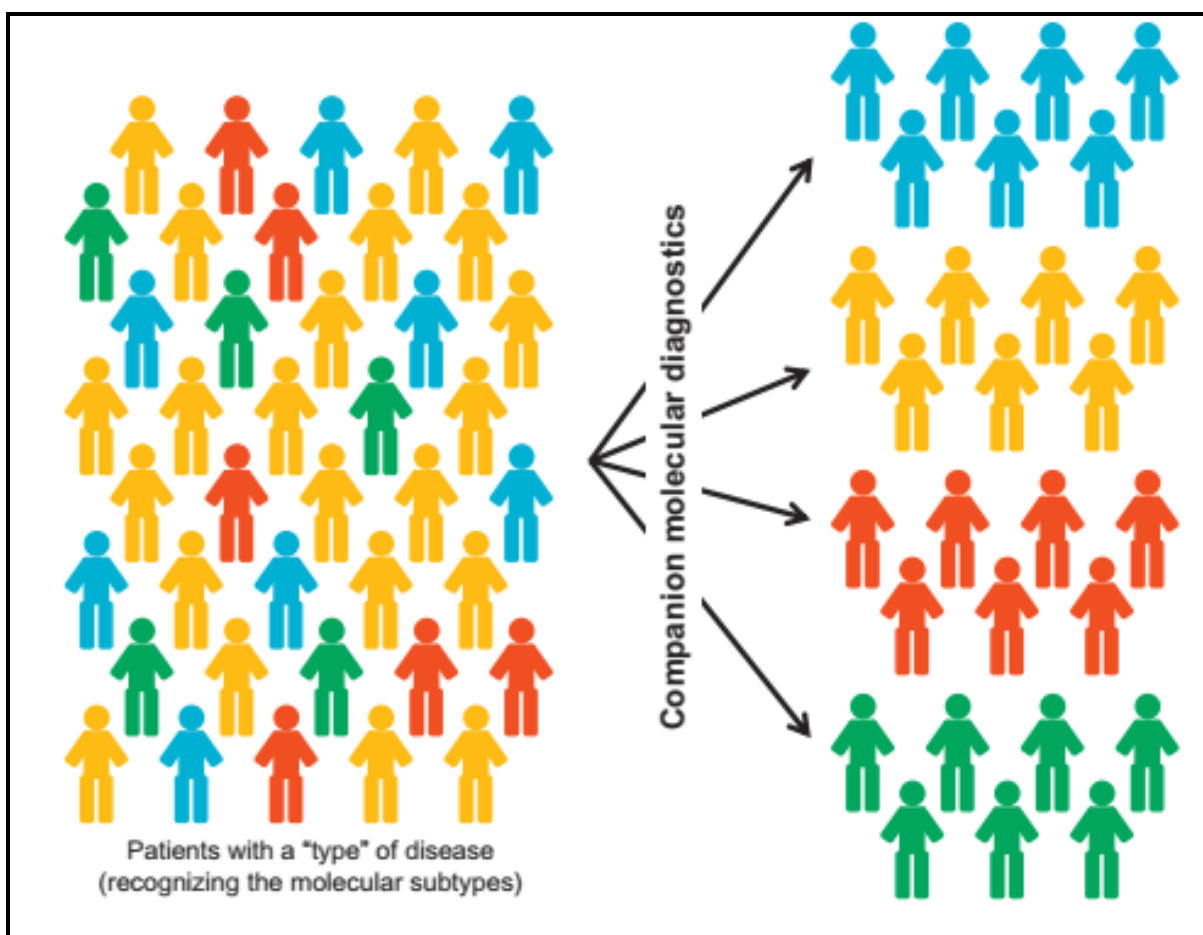 Patients with a "type" of disease
(recognizing the molecular subtypes)
Companion molecular diagnostics